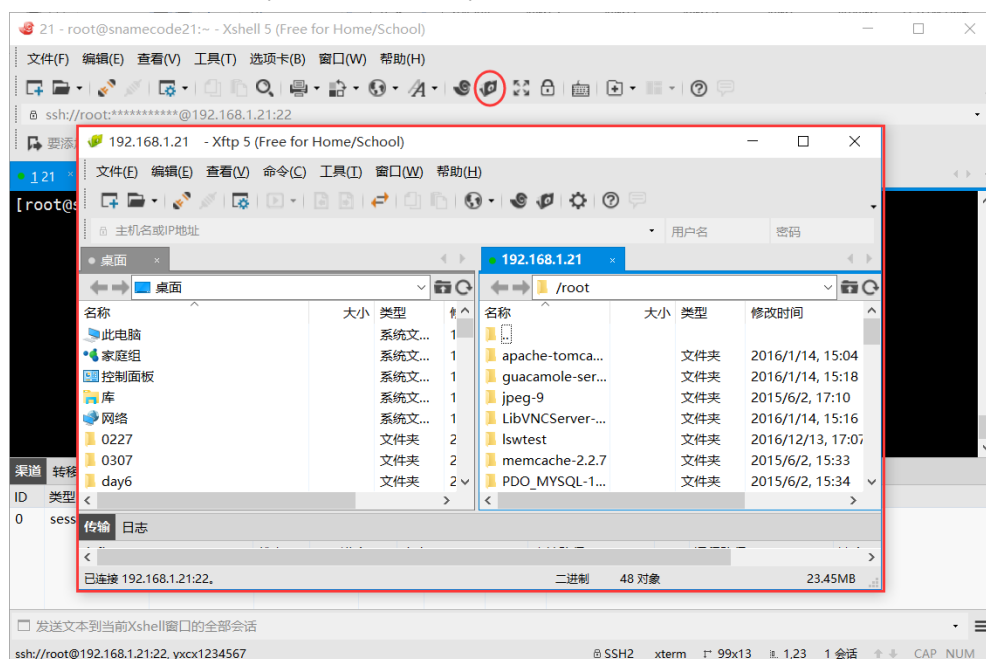 21 - root@snamecode21:~ - Xshell 5 (Free for Home/School)
文件(F) 编辑(E) 查看(V) 工具(T) 选项卡(B) 窗口(W) 帮助(H)
ssh://root:***********@192.168.1.21:22
要添
192.168.1.21 - Xftp 5 (Free for Home/School)
文件(F) 编辑(E) 查看(V) 命令(C) 工具(T) 窗口(W) 帮助(H)
1 21 ×
[root@s
主机名或IP地址 用户名 密码
桌面 × 192.168.1.21 ×
桌面 /root
名称 大小 类型 名称 大小 类型 修改时间
此电脑 系统文... 1 ..
家庭组 系统文... 1 apache-tomca... 文件夹 2016/1/14, 15:04
控制面板 系统文... 1 guacamole-ser... 文件夹 2016/1/14, 15:18
库 系统文... 1 jpeg-9 文件夹 2015/6/2, 17:10
网络 系统文... 1 LibVNCServer-... 文件夹 2016/1/14, 15:16
0227 文件夹 2 lswtest 文件夹 2016/12/13, 17:07
0307 文件夹 2 memcache-2.2.7 文件夹 2015/6/2, 15:33
day6 文件夹 2 PDO_MYSQL-1... 文件夹 2015/6/2, 15:34
渠道 转移
ID 类型
0 sess
传输 日志
已连接 192.168.1.21:22。 二进制 48 对象 23.45MB
发送文本到当前Xshell窗口的全部会话
ssh://root@192.168.1.21:22, yxcx1234567 SSH2 xterm 99x13 1,23 1 会话 CAP NUM